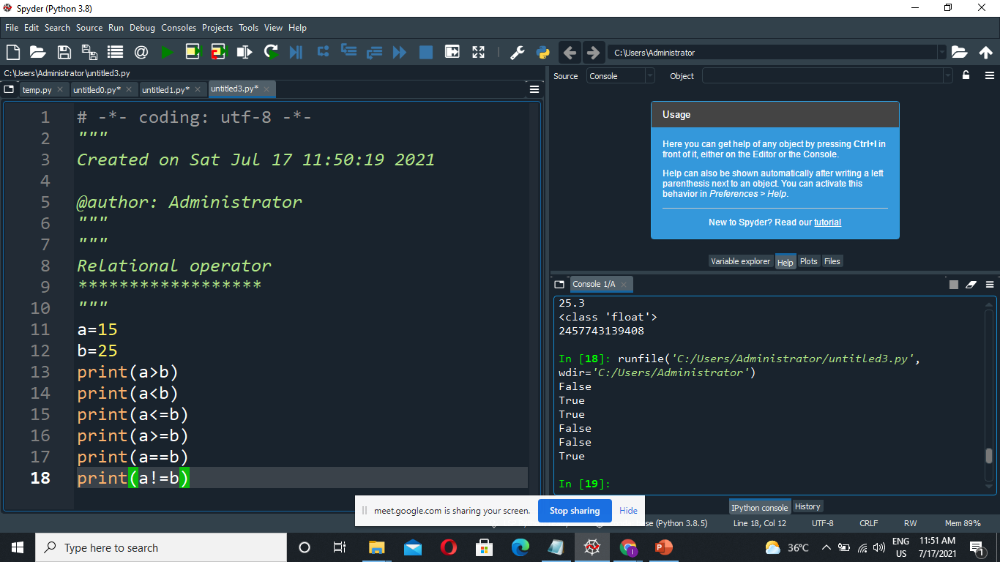 Spyder (Python 3.8)
File Edit Search Source Run Debug Consoles Projects Tools View Help
C:\Users\Administrator
C:\Users\Administrator\untitled3.py
temp.py
untitled0.py*
untitled1.py*
untitled3.py*
1 # -*- coding: utf-8 -*-
2 """
3 Created on Sat Jul 17 11:50:19 2021
4
5 @author: Administrator
6 """
7 """
8 Relational operator
9 ******************
10 """
11 a=15
12 b=25
13 print(a>b)
14 print(a<b)
15 print(a<=b)
16 print(a>=b)
17 print(a==b)
18 print(a!=b)
Source Console Object
Usage
Here you can get help of any object by pressing Ctrl+I in
front of it, either on the Editor or the Console.
Help can also be shown automatically after writing a left
parenthesis next to an object. You can activate this
behavior in Preferences > Help.
New to Spyder? Read our tutorial
Variable explorer Help Plots Files
Console 1/A
25.3
<class 'float'>
2457743139408
In [18]: runfile('C:/Users/Administrator/untitled3.py',
wdir='C:/Users/Administrator')
False
True
True
False
False
True
In [19]:
IPython console History
meet.google.com is sharing your screen. Stop sharing Hide
(Python 3.8.5) Line 18, Col 12 UTF-8 CRLF RW Mem 89%
Type here to search
36°C
ENG
US
11:51 AM
7/17/2021
1